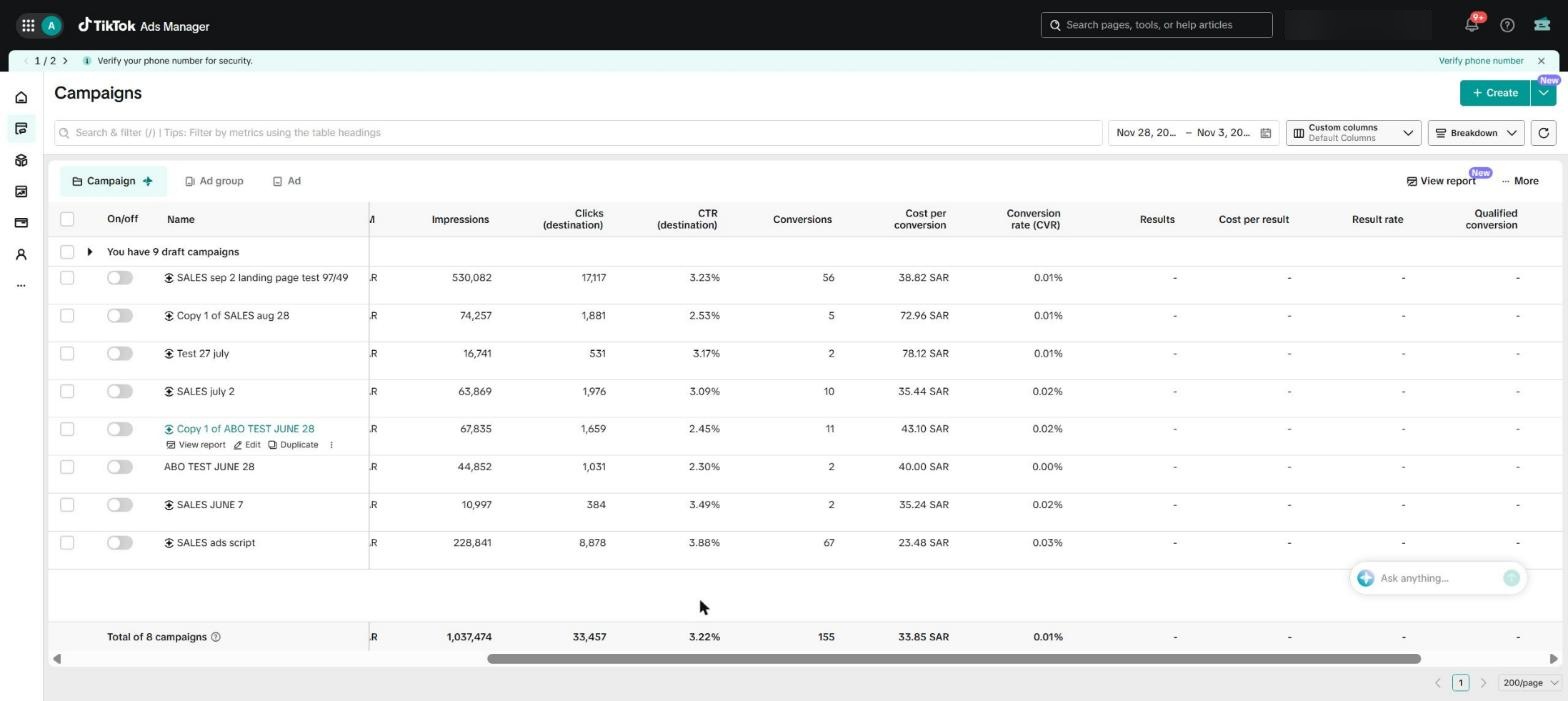 A TikTok Ads Manager Search pages, tools, or help articles 9+
1 / 2 Verify your phone number for security. Verify phone number
Campaigns + Create New
Search & filter (/) | Tips: Filter by metrics using the table headings Nov 28, 20... – Nov 3, 20... Custom columns Default Columns Breakdown
Campaign Ad group Ad View report New ... More
On/off Name Impressions Clicks (destination) CTR (destination) Conversions Cost per conversion Conversion rate (CVR) Results Cost per result Result rate Qualified conversion
You have 9 draft campaigns
SALES sep 2 landing page test 97/49 .R 530,082 17,117 3.23% 56 38.82 SAR 0.01% - - - -
Copy 1 of SALES aug 28 .R 74,257 1,881 2.53% 5 72.96 SAR 0.01% - - - -
Test 27 july .R 16,741 531 3.17% 2 78.12 SAR 0.01% - - - -
SALES july 2 .R 63,869 1,976 3.09% 10 35.44 SAR 0.02% - - - -
Copy 1 of ABO TEST JUNE 28 .R 67,835 1,659 2.45% 11 43.10 SAR 0.02% - - - -
View report Edit Duplicate
ABO TEST JUNE 28 .R 44,852 1,031 2.30% 2 40.00 SAR 0.00% - - - -
SALES JUNE 7 .R 10,997 384 3.49% 2 35.24 SAR 0.02% - - - -
SALES ads script .R 228,841 8,878 3.88% 67 23.48 SAR 0.03% - - - -
Ask anything...
Total of 8 campaigns .R 1,037,474 33,457 3.22% 155 33.85 SAR 0.01% - - - -
1 200/page